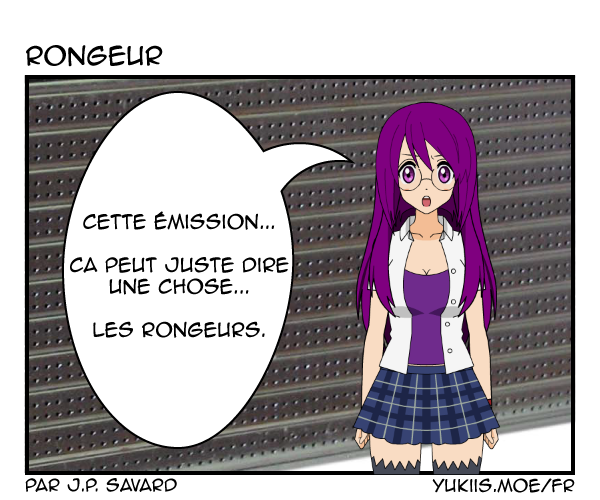 RONGEUR
CETTE ÉMISSION...
CA PEUT JUSTE DIRE
UNE CHOSE...
LES RONGEURS.
PAR J.P. SAVARD
YUKIIS.MOE/FR